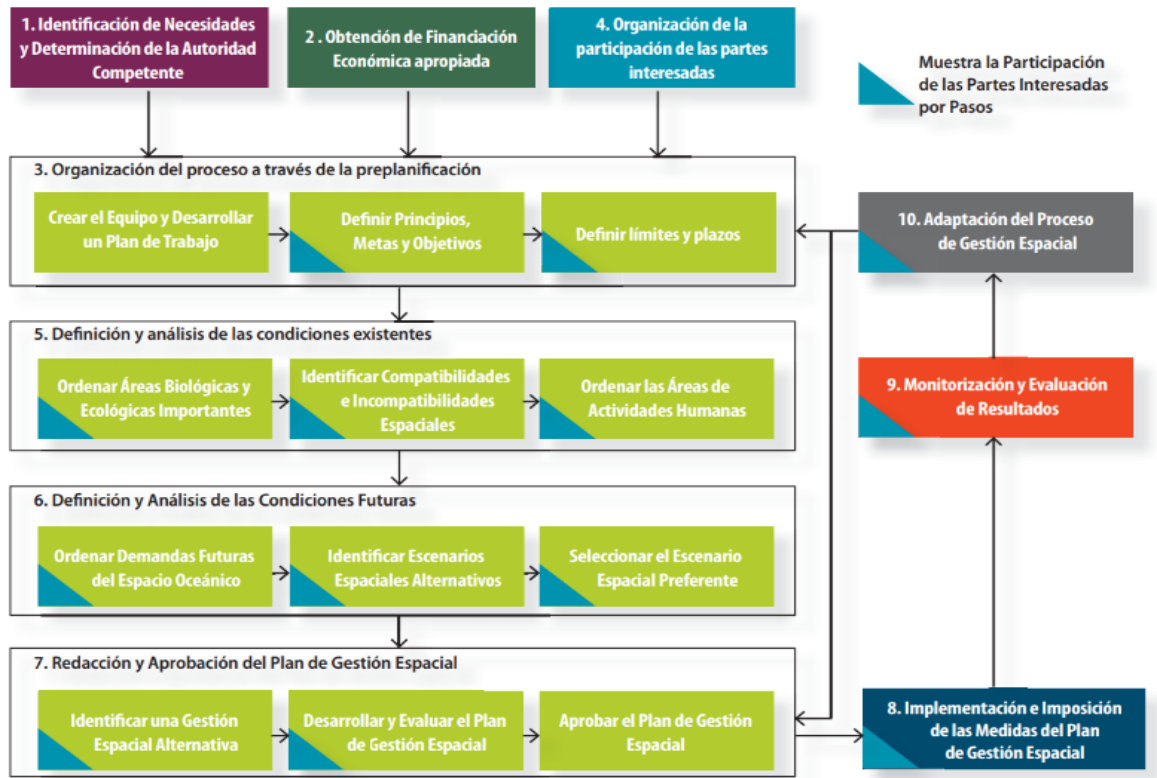 1. Identificación de Necesidades
y Determinación de la Autoridad
Competente
2 . Obtención de Financiación
Económica apropiada
4. Organización de la
participación de las partes
interesadas
Muestra la Participación
de las Partes Interesadas
por Pasos
3. Organización del proceso a través de la preplanificación
Crear el Equipo y Desarrollar
un Plan de Trabajo
Definir Principios,
Metas y Objetivos
Definir límites y plazos
10. Adaptación del Proceso
de Gestión Espacial
5. Definición y análisis de las condiciones existentes
Ordenar Áreas Biológicas y
Ecológicas Importantes
Identificar Compatibilidades
e Incompatibilidades
Espaciales
Ordenar las Áreas de
Actividades Humanas
9. Monitorización y Evaluación
de Resultados
6. Definición y Análisis de las Condiciones Futuras
Ordenar Demandas Futuras
del Espacio Oceánico
Identificar Escenarios
Espaciales Alternativos
Seleccionar el Escenario
Espacial Preferente
7. Redacción y Aprobación del Plan de Gestión Espacial
Identificar una Gestión
Espacial Alternativa
Desarrollar y Evaluar el Plan
de Gestión Espacial
Aprobar el Plan de Gestión
Espacial
8. Implementación e Imposición
de las Medidas del Plan
de Gestión Espacial